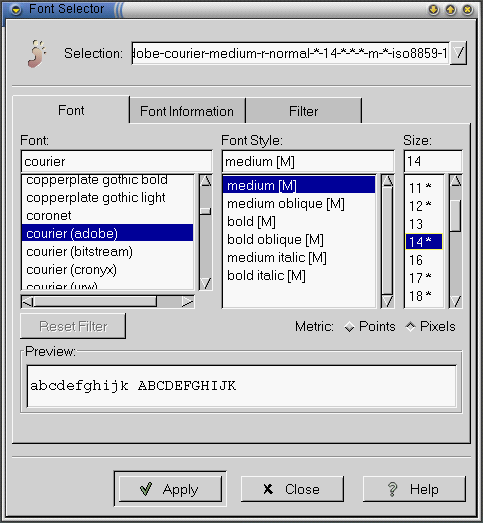 Font Selector
Selection: dobe-courier-medium-r-normal-*-14-*-*-*-m-*-iso8859-1
Font Font Information Filter
Font: Font Style: Size:
courier medium [M] 14
copperplate gothic bold
copperplate gothic light
coronet
courier (adobe)
courier (bitstream)
courier (cronyx)
courier (urw)
medium [M]
medium oblique [M]
bold [M]
bold oblique [M]
medium italic [M]
bold italic [M]
11 *
12 *
13
14 *
16
17 *
18 *
Reset Filter Metric: Points Pixels
Preview:
abcdefghijk ABCDEFGHIJK
Apply Close Help